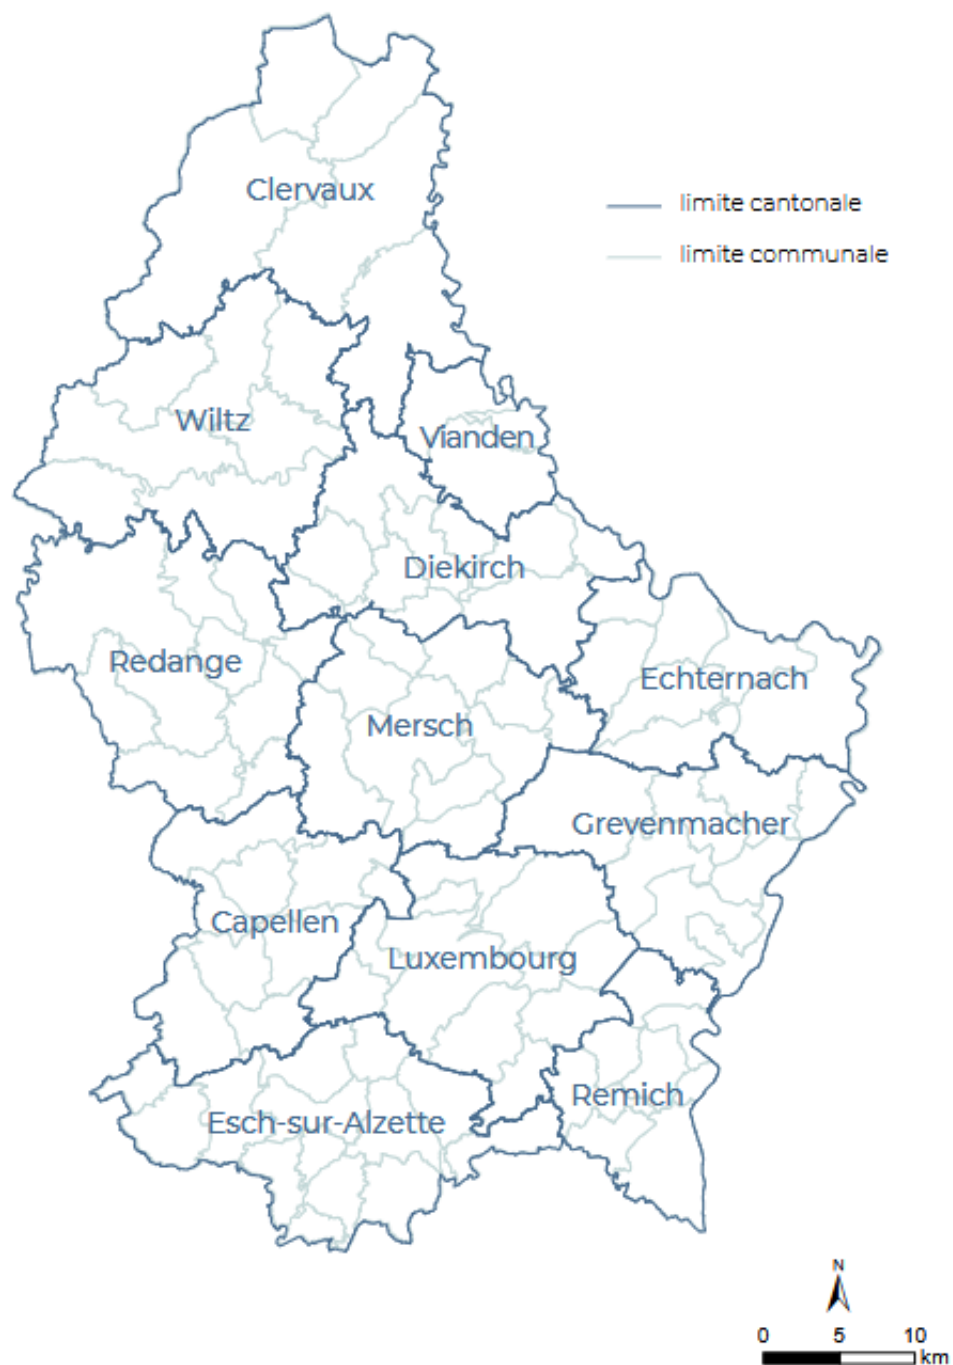 Clervaux
limite cantonale
limite communale
Wiltz
Vianden
Diekirch
Redange
Echternach
Mersch
Grevenmacher
Capellen
Luxembourg
Remich
Esch-sur-Alzette
N
0 5 10
km